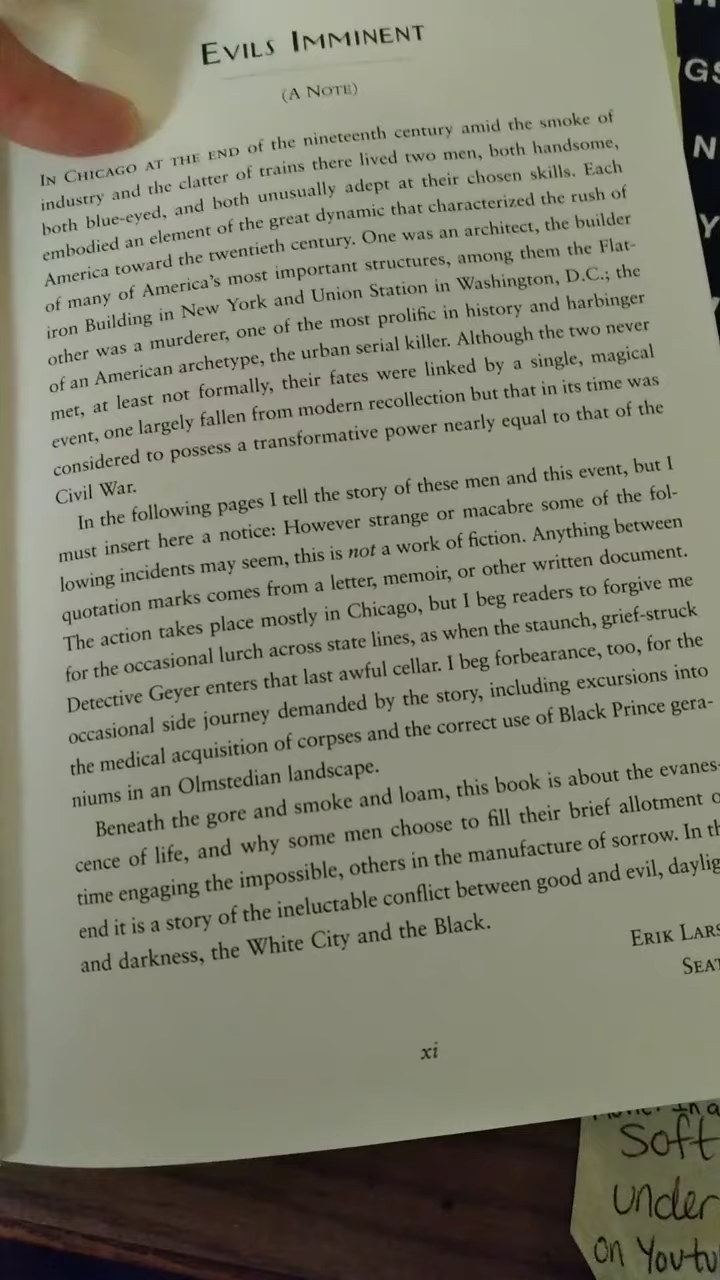 EVILS IMMINENT
(A NOTE)
IN CHICAGO AT THE END of the nineteenth century amid the smoke of
industry and the clatter of trains there lived two men, both handsome,
both blue-eyed, and both unusually adept at their chosen skills. Each
embodied an element of the great dynamic that characterized the rush of
America toward the twentieth century. One was an architect, the builder
of many of America's most important structures, among them the Flat-
iron Building in New York and Union Station in Washington, D.C.; the
other was a murderer, one of the most prolific in history and harbinger
of an American archetype, the urban serial killer. Although the two never
met, at least not formally, their fates were linked by a single, magical
event, one largely fallen from modern recollection but that in its time was
considered to possess a transformative power nearly equal to that of the
Civil War.
In the following pages I tell the story of these men and this event, but I
must insert here a notice: However strange or macabre some of the fol-
lowing incidents may seem, this is not a work of fiction. Anything between
quotation marks comes from a letter, memoir, or other written document.
The action takes place mostly in Chicago, but I beg readers to forgive me
for the occasional lurch across state lines, as when the staunch, grief-struck
Detective Geyer enters that last awful cellar. I beg forbearance, too, for the
occasional side journey demanded by the story, including excursions into
the medical acquisition of corpses and the correct use of Black Prince gera-
niums in an Olmstedian landscape.
Beneath the gore and smoke and loam, this book is about the evanes-
cence of life, and why some men choose to fill their brief allotment o
time engaging the impossible, others in the manufacture of sorrow. In th
end it is a story of the ineluctable conflict between good and evil, daylig
and darkness, the White City and the Black.
ERIK LARS
SEAT
xi
GS
N
Y
In a
Soft
under
on Youtu